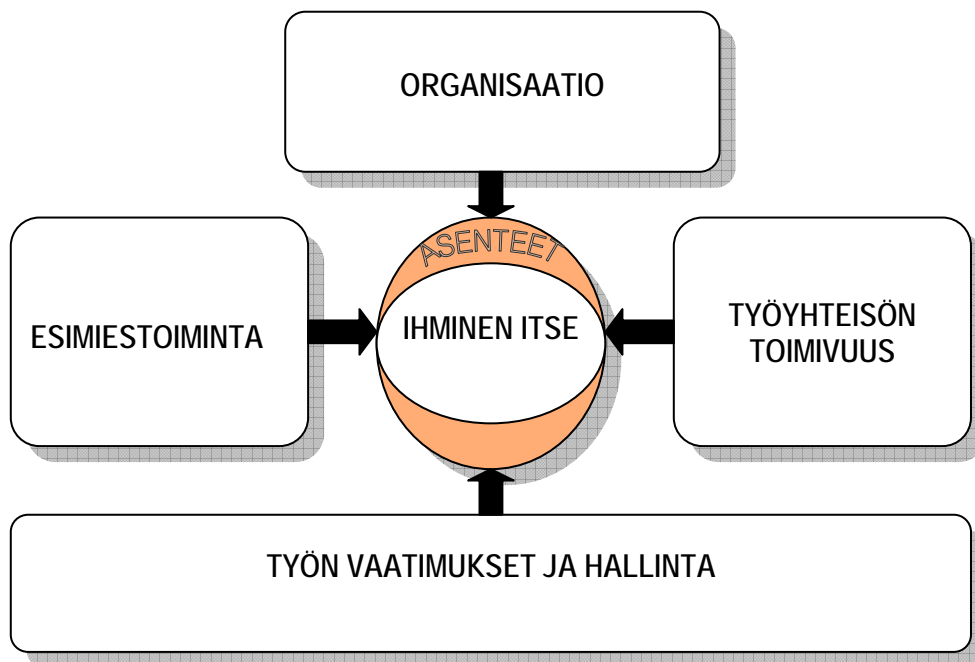 ORGANISAATIO
ASENTEET
ESIMIESTOIMINTA
IHMINEN ITSE
TYÖYHTEISÖN
TOIMIVUUS
TYÖN VAATIMUKSET JA HALLINTA